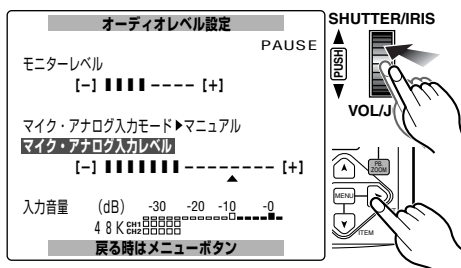 オーディオレベル設定
PAUSE
モニターレベル
[−] ▮▮▮▮---- [+]
マイク・アナログ入力モード▶マニュアル
マイク・アナログ入力レベル
[−] ▮▮▮▮▮▮▮-------- [+]
入力音量 (dB) -30 -20 -10 -0
48K CH1
CH2
戻る時はメニューボタン
SHUTTER/IRIS
PUSH
VOL/J
PB.
ZOOM
MENU
ITEM